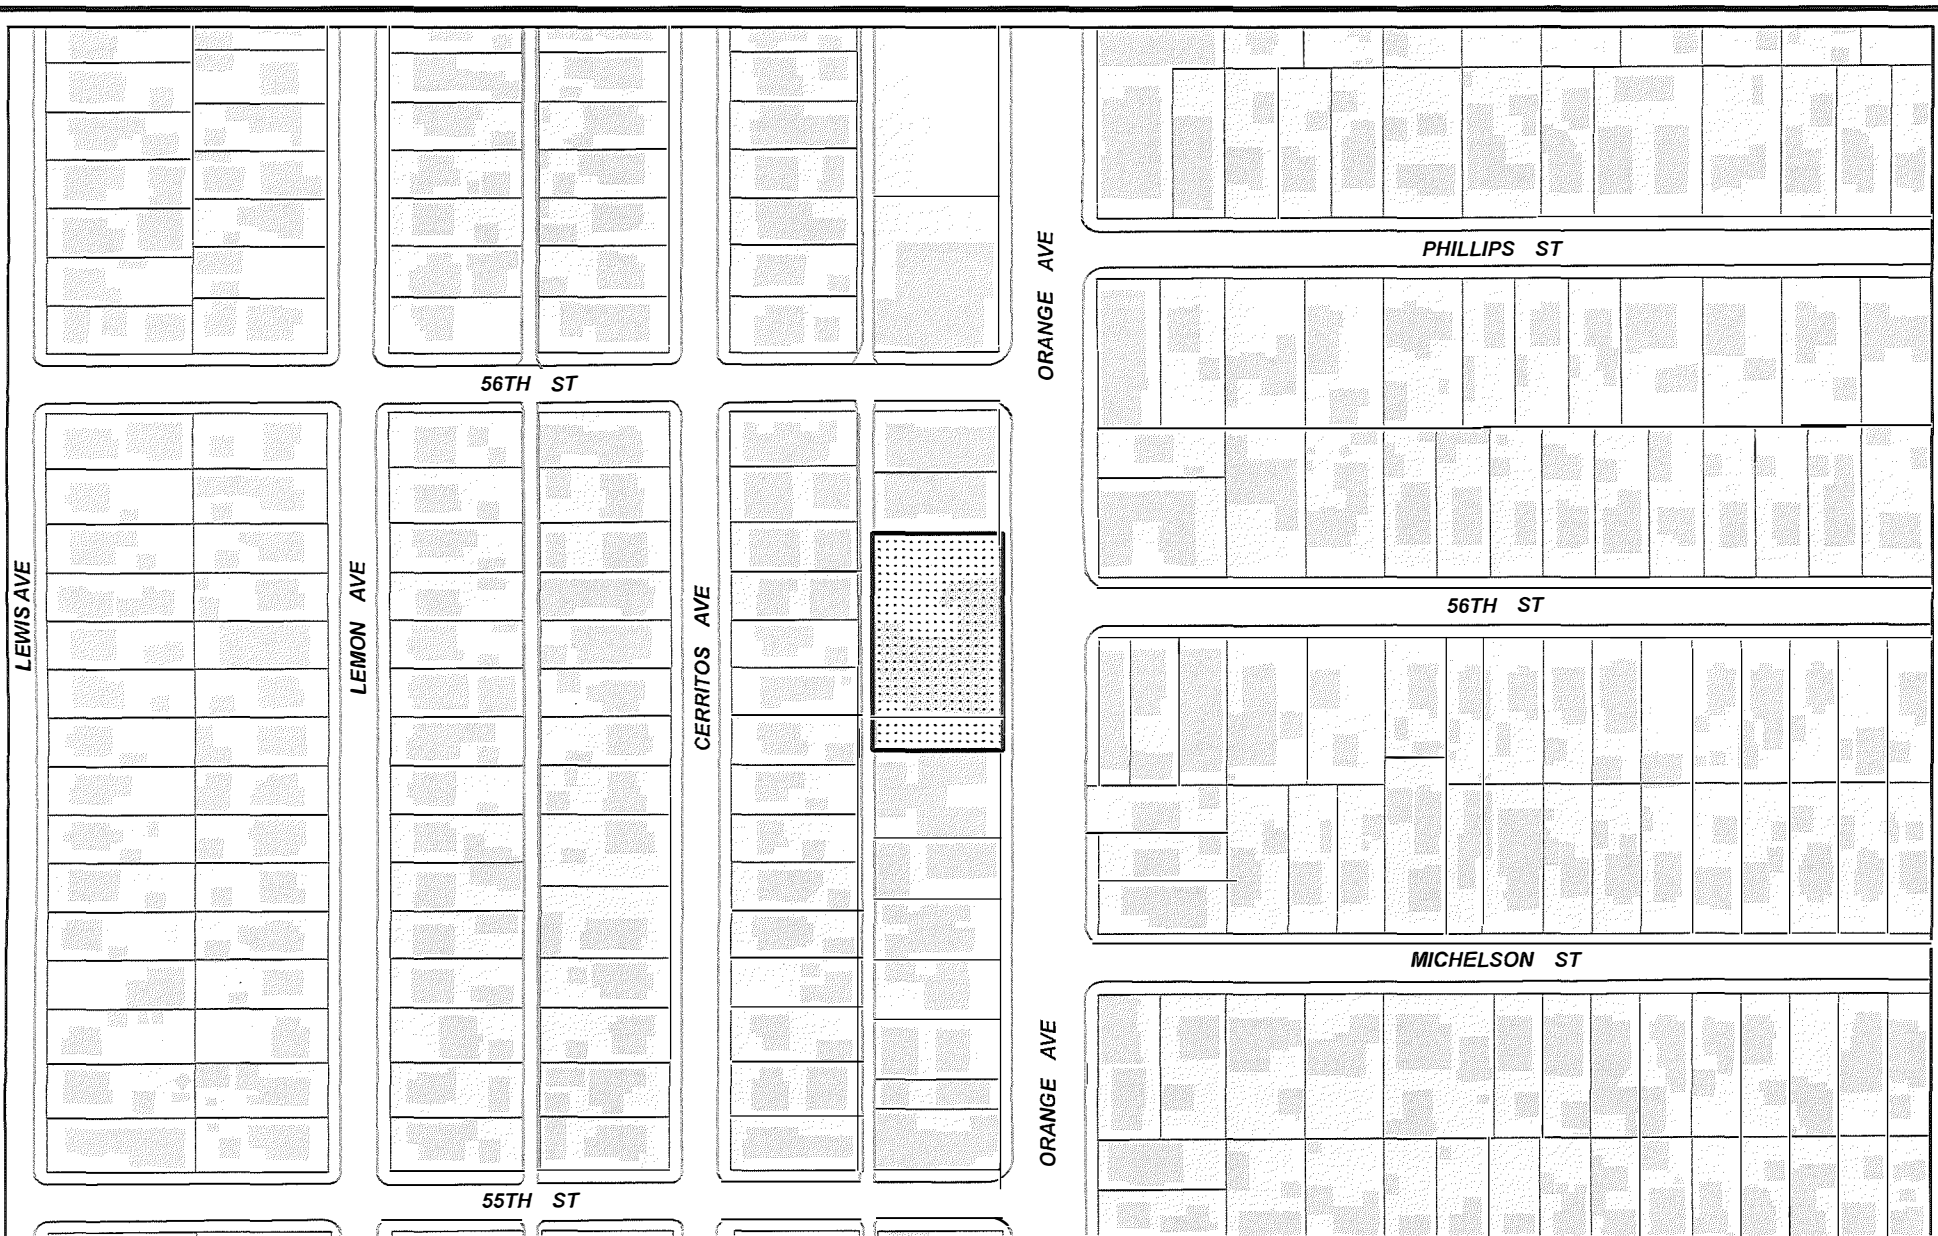 PHILLIPS ST
ORANGE AVE
56TH ST
56TH ST
LEWIS AVE
LEMON AVE
CERRITOS AVE
MICHELSON ST
ORANGE AVE
55TH ST